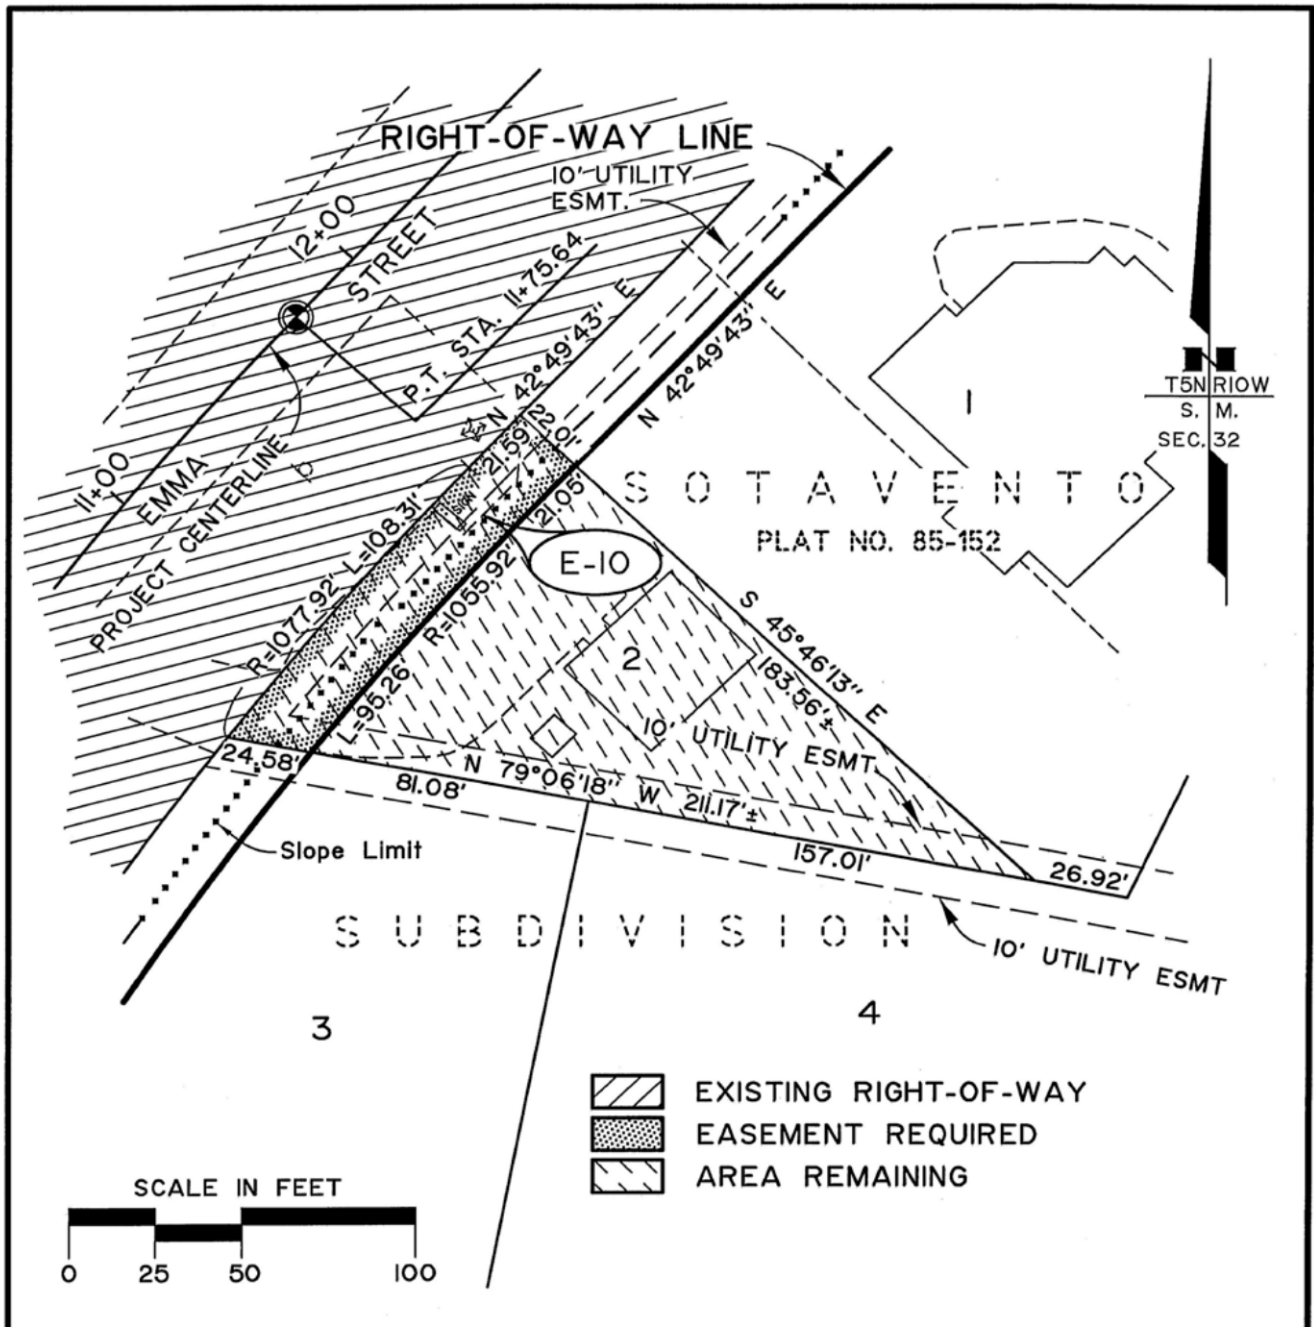 RIGHT-OF-WAY LINE
10' UTILITY
ESMT.
12+00
STREET
P.T. STA. 11+75.64
N 42°49'43" E
N 42°49'43" E
T5N R10W
S. M.
SEC. 32
1
11+00
EMMA
PROJECT CENTERLINE
22.01'
21.59'
21.05'
SIGN
SOTAVENTO
PLAT NO. 85-152
E-10
R=1077.92' L=108.31'
R=1055.92'
L=95.26'
2
S 45°46'13" E
183.56'±
10' UTILITY ESMT.
24.58'
81.08'
N 79°06'18" W 211.17'±
157.01'
26.92'
Slope Limit
SUBDIVISION
10' UTILITY ESMT
3
4
EXISTING RIGHT-OF-WAY
EASEMENT REQUIRED
AREA REMAINING
SCALE IN FEET
0 25 50 100